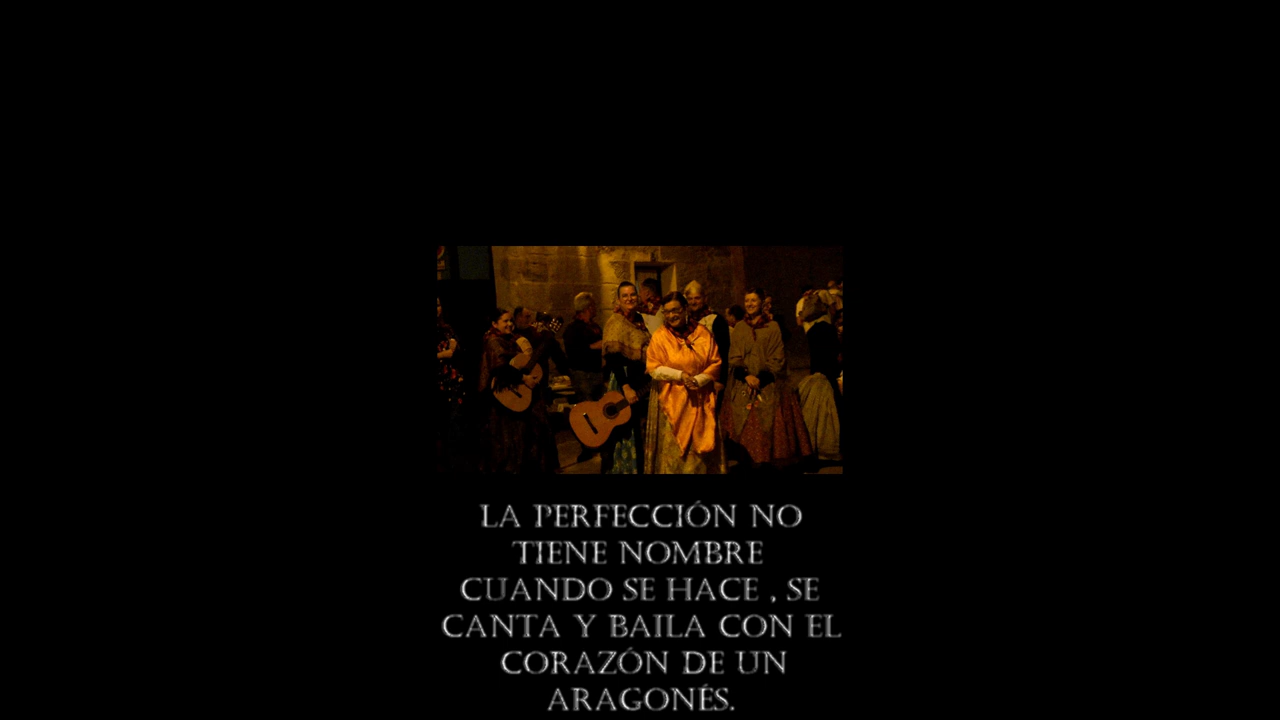 LA PERFECCIÓN NO
TIENE NOMBRE
CUANDO SE HACE , SE
CANTA Y BAILA CON EL
CORAZÓN DE UN
ARAGONÉS.